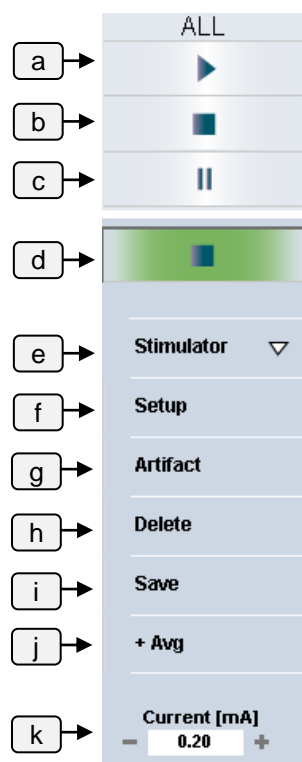 ALL
a
b
c
d
e Stimulator
f Setup
g Artifact
h Delete
i Save
j + Avg
Current [mA]
k - 0.20 +